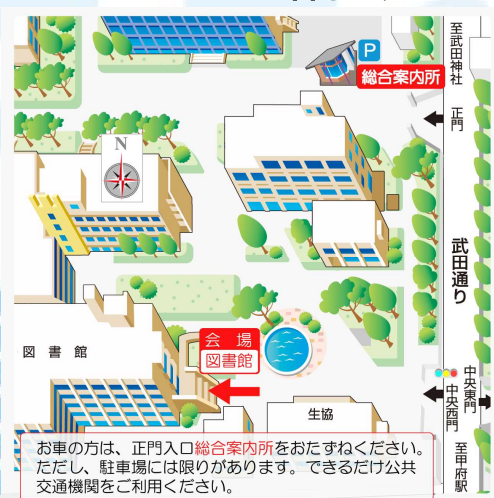 P
総合案内所
至武田神社
正門
N
武田通り
会場
図書館
図書館
中央東門
中央西門
生協
至甲府駅
お車の方は、正門入口総合案内所をおたずねください。
ただし、駐車場には限りがあります。できるだけ公共
交通機関をご利用ください。